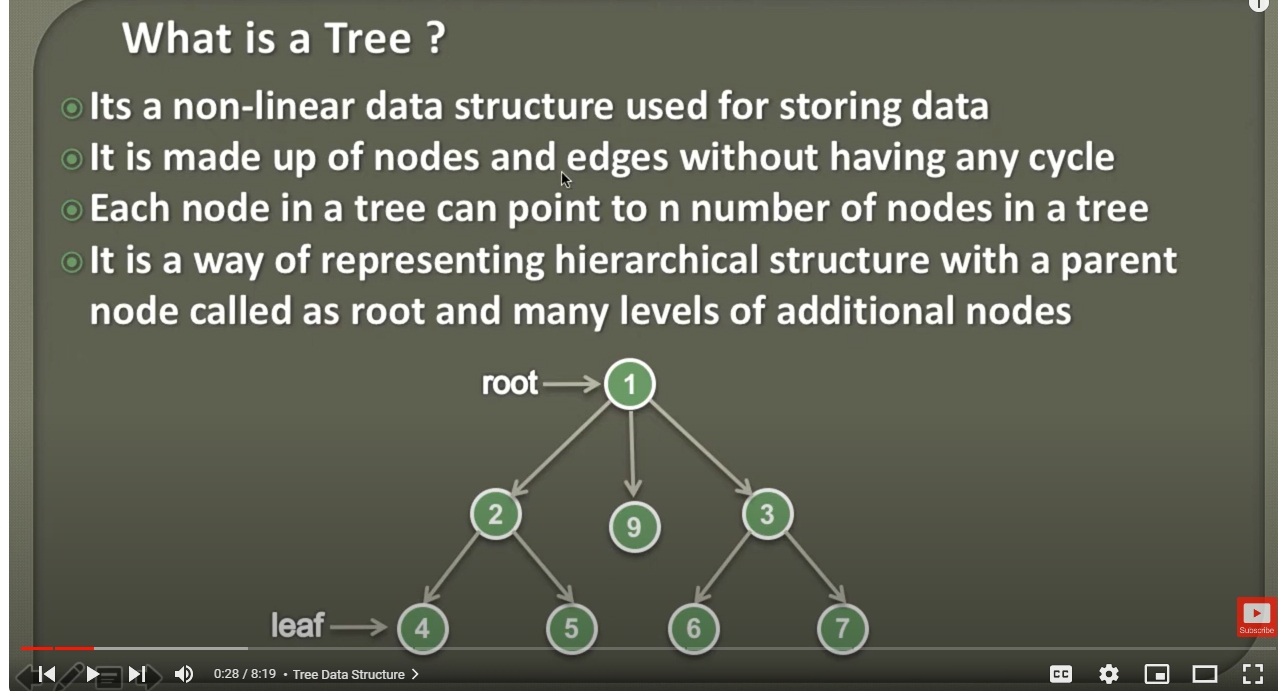 What is a Tree ?
Its a non-linear data structure used for storing data
It is made up of nodes and edges without having any cycle
Each node in a tree can point to n number of nodes in a tree
It is a way of representing hierarchical structure with a parent
node called as root and many levels of additional nodes
root
1
2
9
3
leaf
4
5
6
7
Subscribe
0:28 / 8:19 • Tree Data Structure
CC